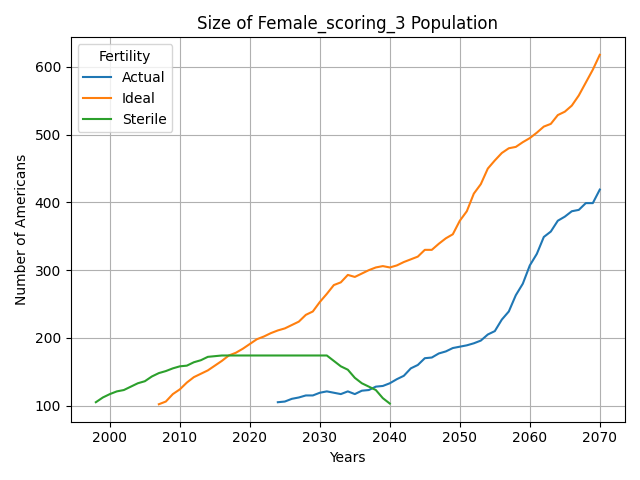 Size of Female_scoring_3 Population
Fertility
Actual
Ideal
Sterile
Number of Americans
600
500
400
300
200
100
2000
2010
2020
2030
2040
2050
2060
2070
Years